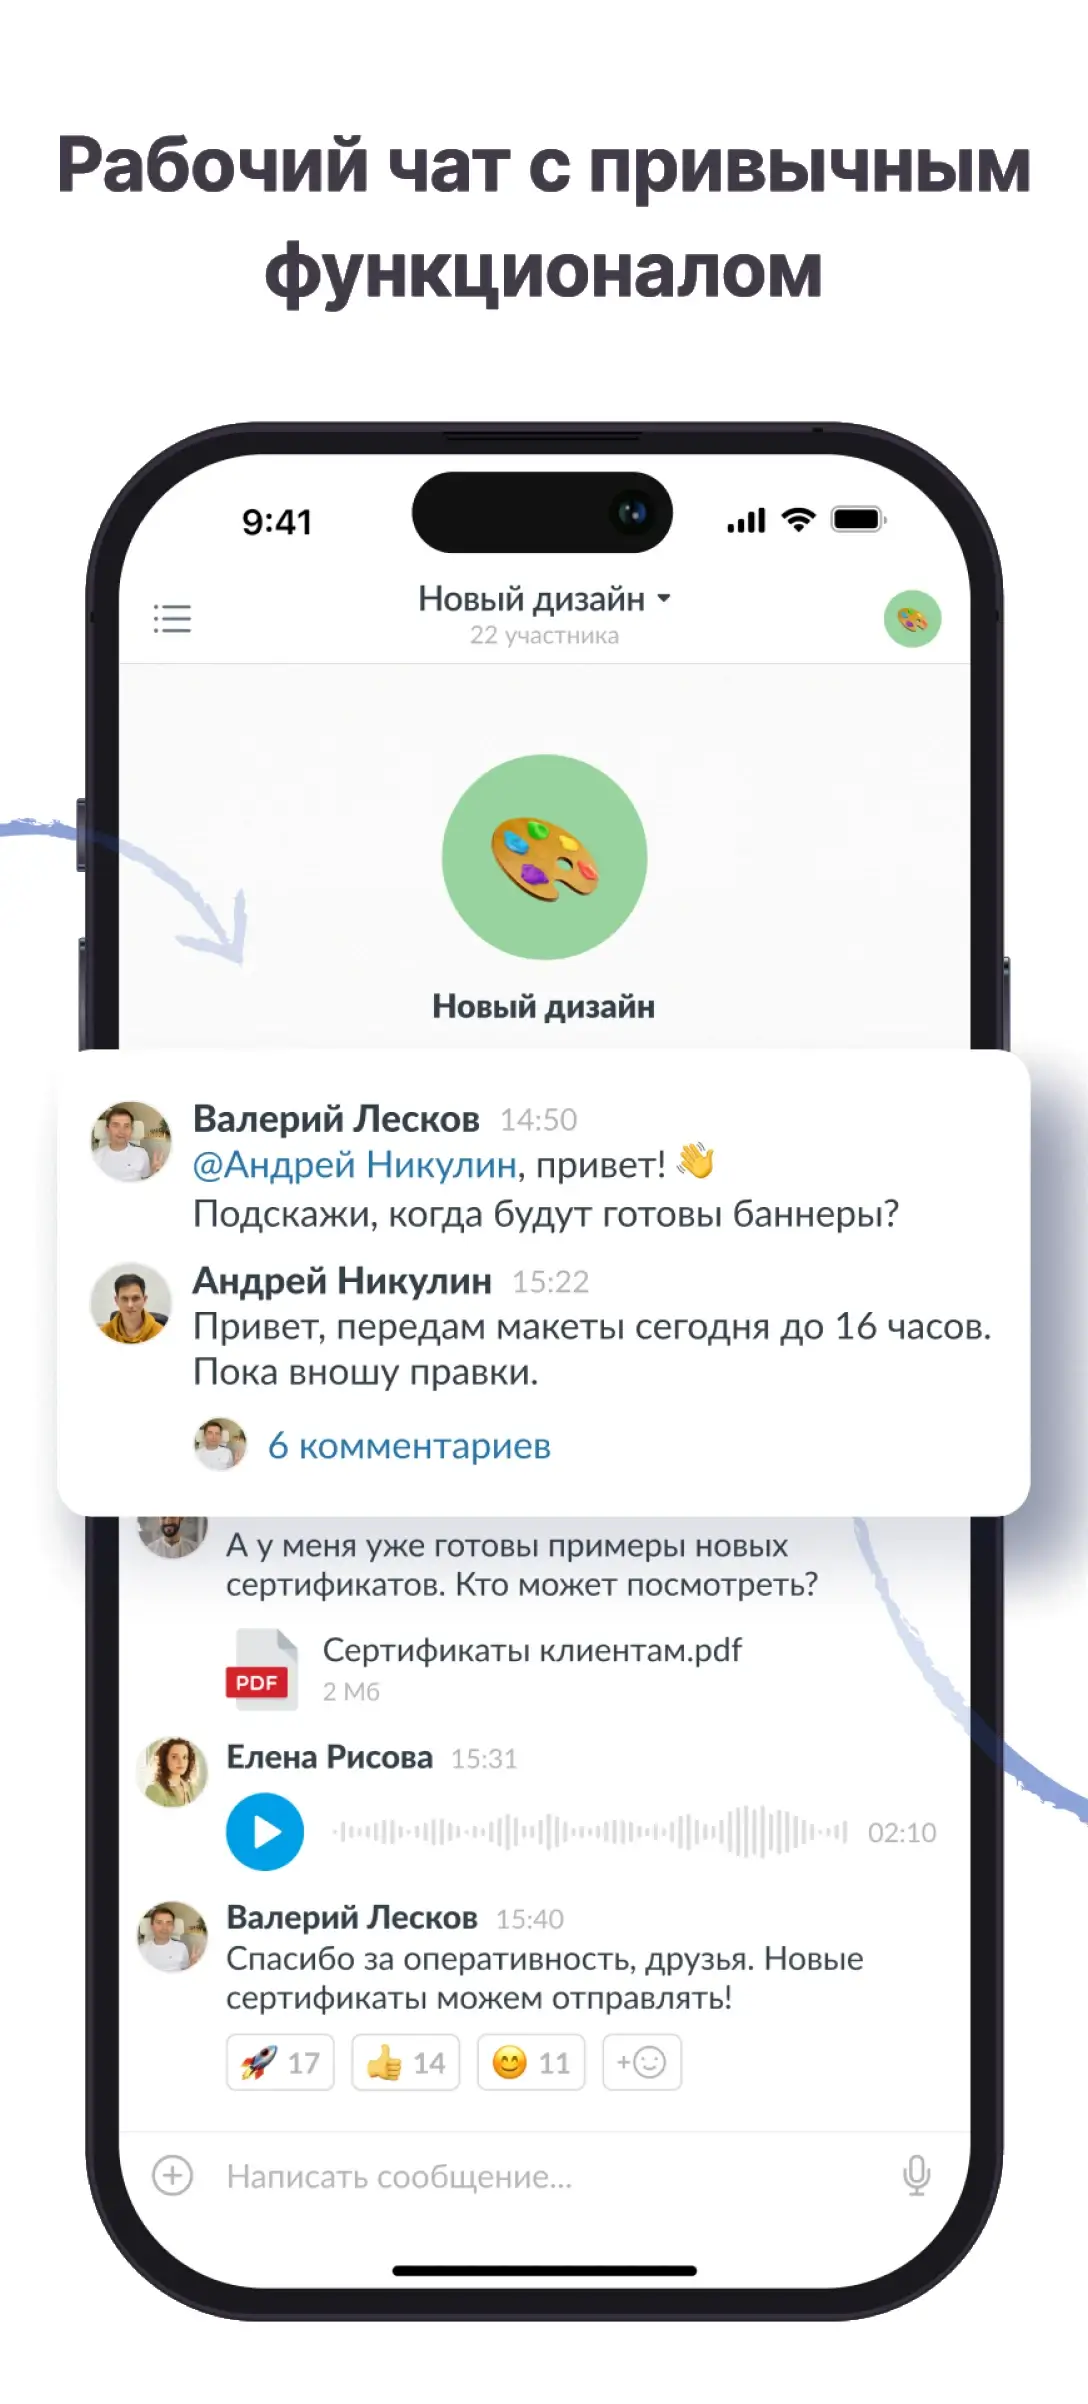 Рабочий чат с привычным
функционалом
9:41
Новый дизайн
22 участника
Новый дизайн
Валерий Лесков 14:50
@Андрей Никулин, привет! 👋
Подскажи, когда будут готовы баннеры?
Андрей Никулин 15:22
Привет, передам макеты сегодня до 16 часов.
Пока вношу правки.
6 комментариев
А у меня уже готовы примеры новых
сертификатов. Кто может посмотреть?
Сертификаты клиентам.pdf
PDF
2 Мб
Елена Рисова 15:31
02:10
Валерий Лесков 15:40
Спасибо за оперативность, друзья. Новые
сертификаты можем отправлять!
🚀 17 👍 14 😊 11
Написать сообщение...